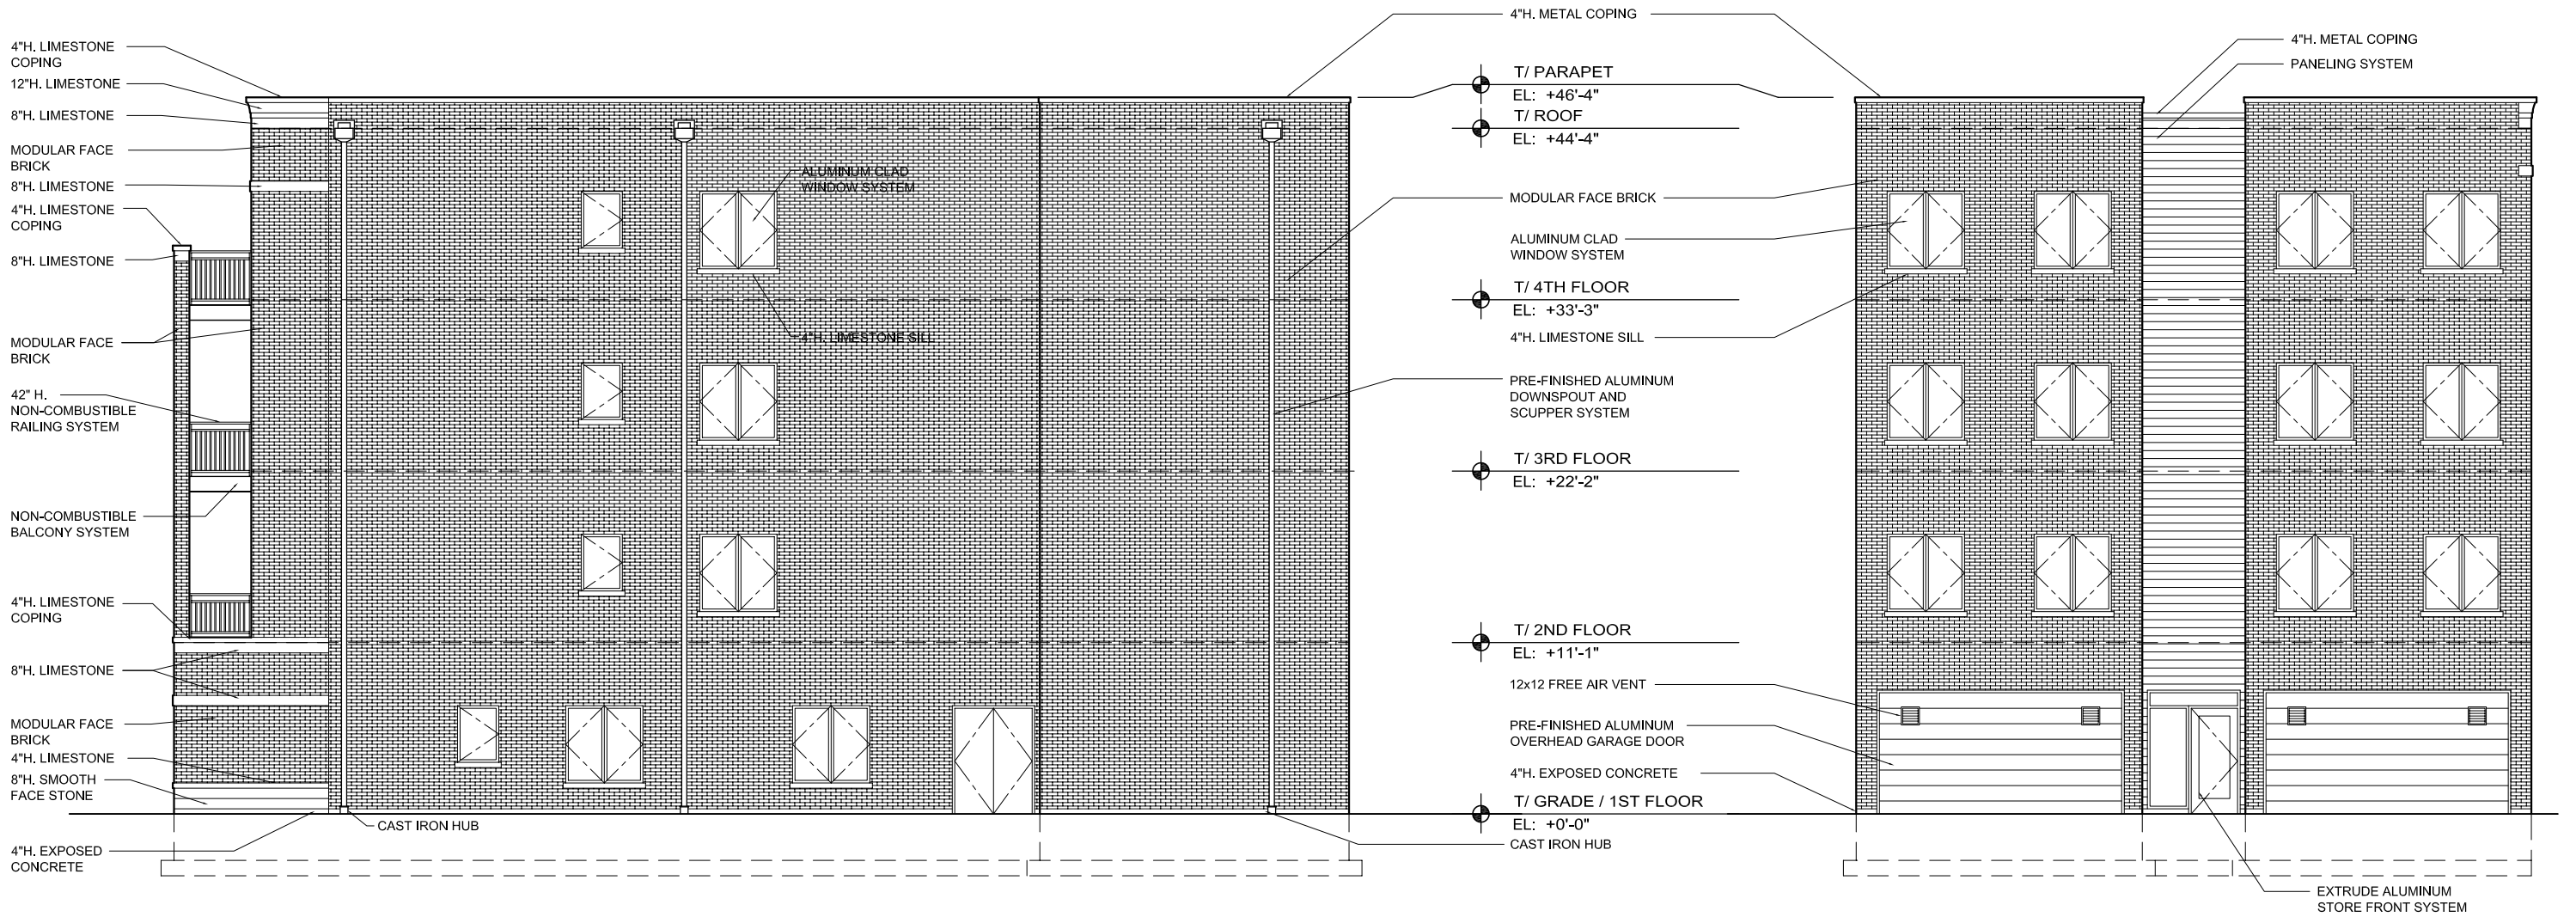 4"H. LIMESTONE
COPING
12"H. LIMESTONE
8"H. LIMESTONE
MODULAR FACE
BRICK
8"H. LIMESTONE
4"H. LIMESTONE
COPING
8"H. LIMESTONE
MODULAR FACE
BRICK
42" H.
NON-COMBUSTIBLE
RAILING SYSTEM
NON-COMBUSTIBLE
BALCONY SYSTEM
4"H. LIMESTONE
COPING
8"H. LIMESTONE
MODULAR FACE
BRICK
4"H. LIMESTONE
8"H. SMOOTH
FACE STONE
4"H. EXPOSED
CONCRETE
CAST IRON HUB
ALUMINUM CLAD
WINDOW SYSTEM
4"H. LIMESTONE SILL
4"H. METAL COPING
T/ PARAPET
EL: +46'-4"
T/ ROOF
EL: +44'-4"
MODULAR FACE BRICK
ALUMINUM CLAD
WINDOW SYSTEM
T/ 4TH FLOOR
EL: +33'-3"
4"H. LIMESTONE SILL
PRE-FINISHED ALUMINUM
DOWNSPOUT AND
SCUPPER SYSTEM
T/ 3RD FLOOR
EL: +22'-2"
T/ 2ND FLOOR
EL: +11'-1"
12x12 FREE AIR VENT
PRE-FINISHED ALUMINUM
OVERHEAD GARAGE DOOR
4"H. EXPOSED CONCRETE
T/ GRADE / 1ST FLOOR
EL: +0'-0"
CAST IRON HUB
4"H. METAL COPING
PANELING SYSTEM
EXTRUDE ALUMINUM
STORE FRONT SYSTEM